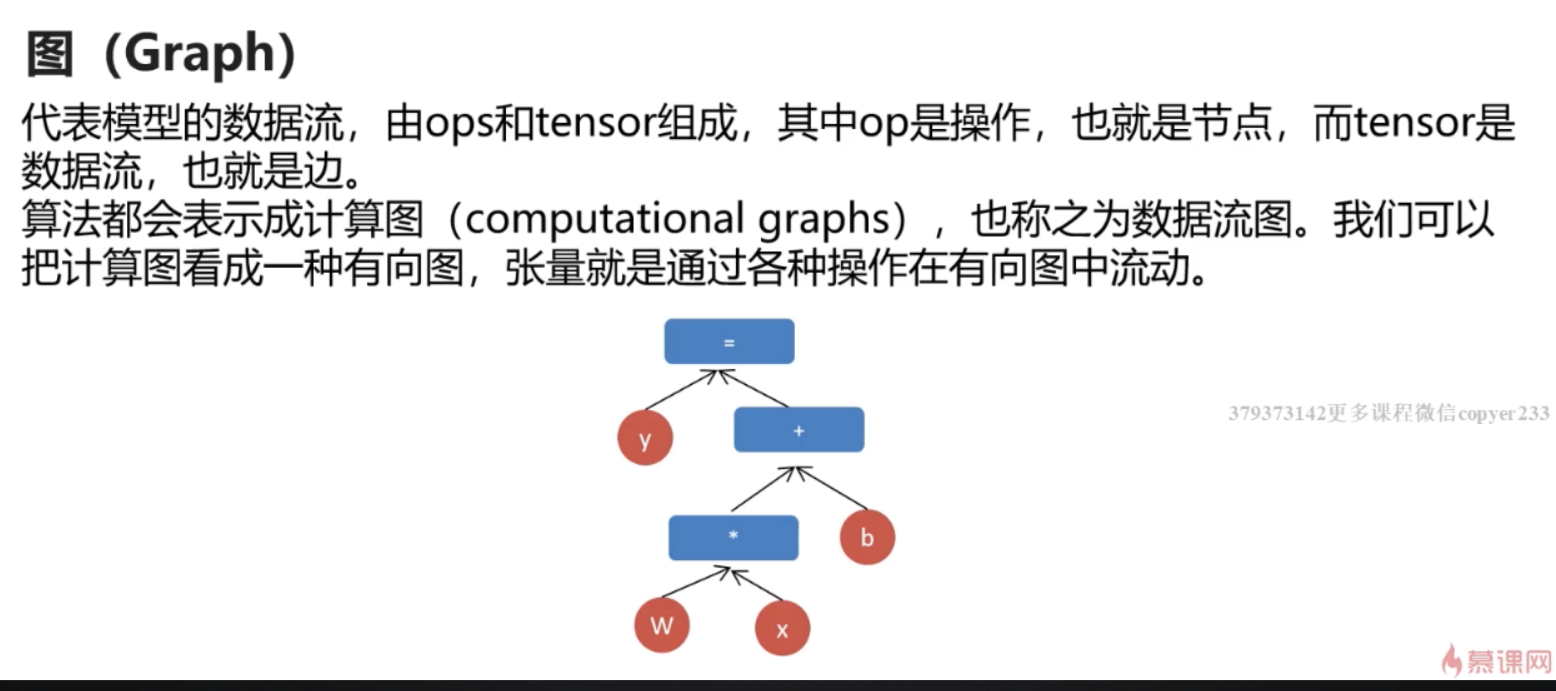 图（Graph）
代表模型的数据流，由ops和tensor组成，其中op是操作，也就是节点，而tensor是
数据流，也就是边。
算法都会表示成计算图（computational graphs），也称之为数据流图。我们可以
把计算图看成一种有向图，张量就是通过各种操作在有向图中流动。
=
y
+
379373142更多课程微信copyer233
*
b
W
x
慕课网